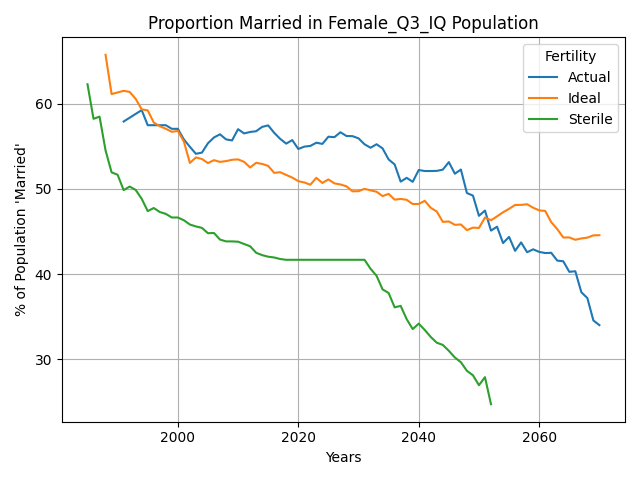 Proportion Married in Female_Q3_IQ Population
Fertility
Actual
Ideal
Sterile
% of Population 'Married'
60
50
40
30
2000
2020
2040
2060
Years